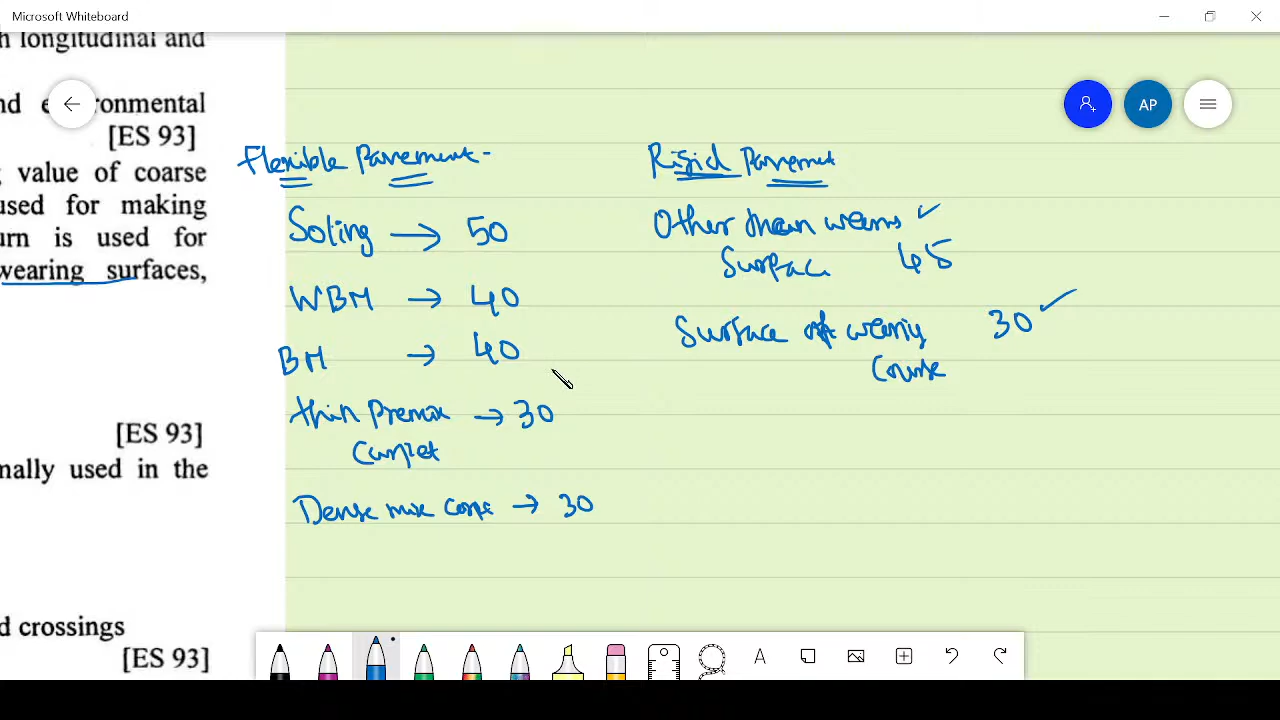 Microsoft Whiteboard
h longitudinal and
nd e ronmental
[ES 93]
value of coarse
used for making
urn is used for
wearing surfaces,
[ES 93]
nally used in the
d crossings
[ES 93]
AP
Flexible Pavement-
Soling → 50
WBM → 40
BM → 40
thin Premix → 30
Carpet
Dense mix carpet → 30
Rigid Pavement
Other than wearing ✓
Surface 45
Surface of wearing 30 ✓
Course
A